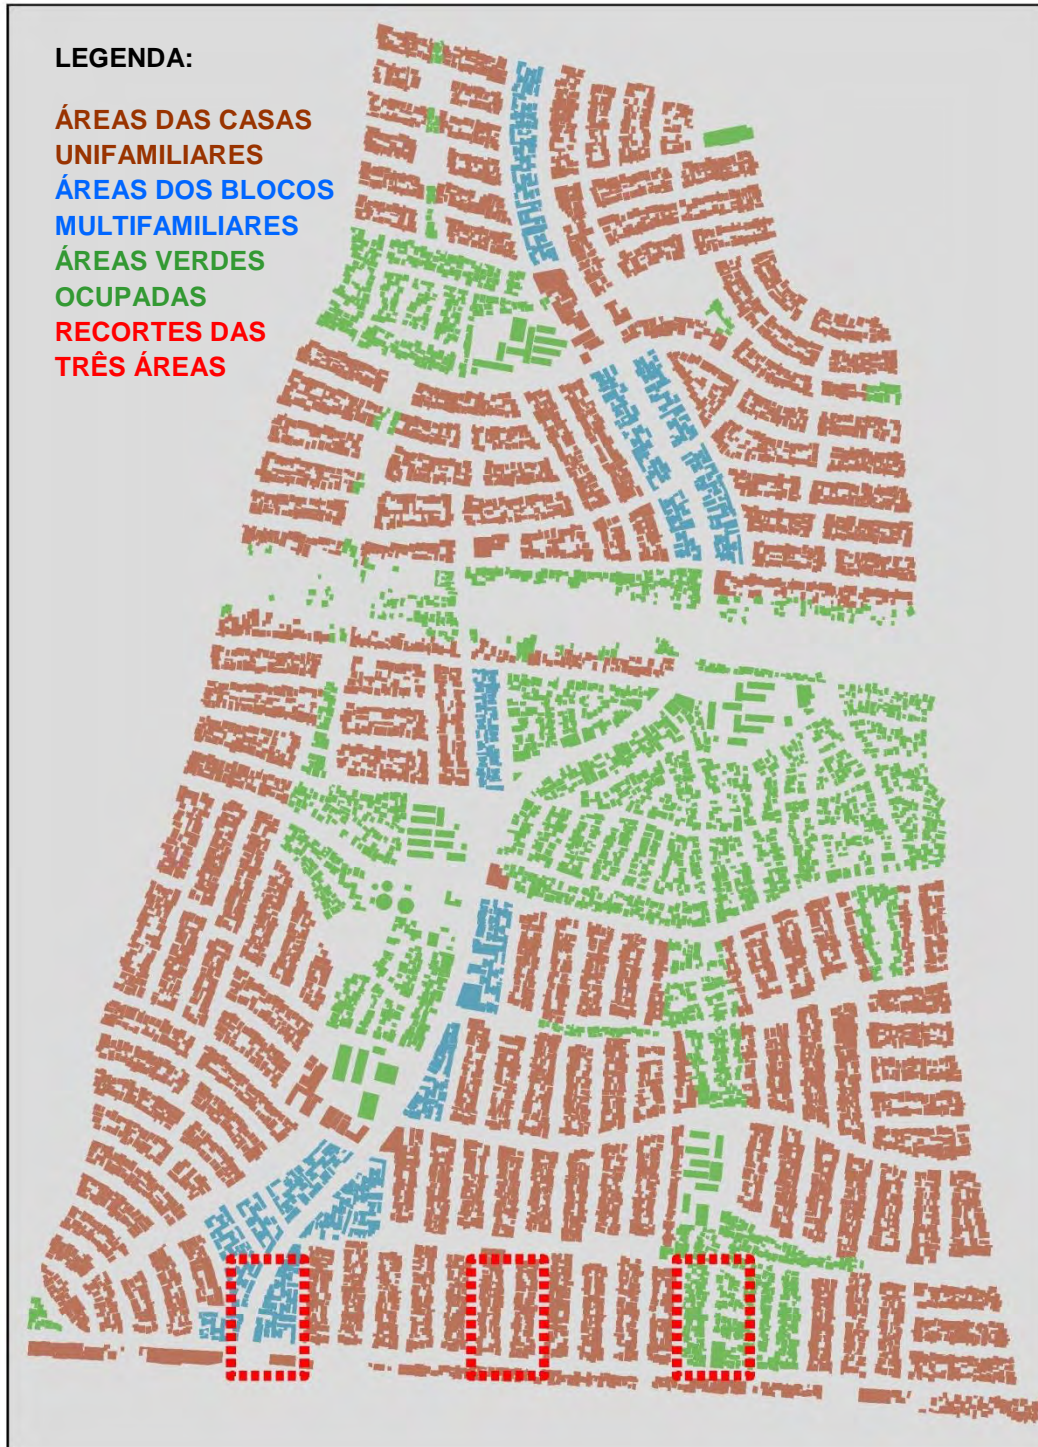 LEGENDA:
ÁREAS DAS CASAS
UNIFAMILIARES
ÁREAS DOS BLOCOS
MULTIFAMILIARES
ÁREAS VERDES
OCUPADAS
RECORTES DAS
TRÊS ÁREAS